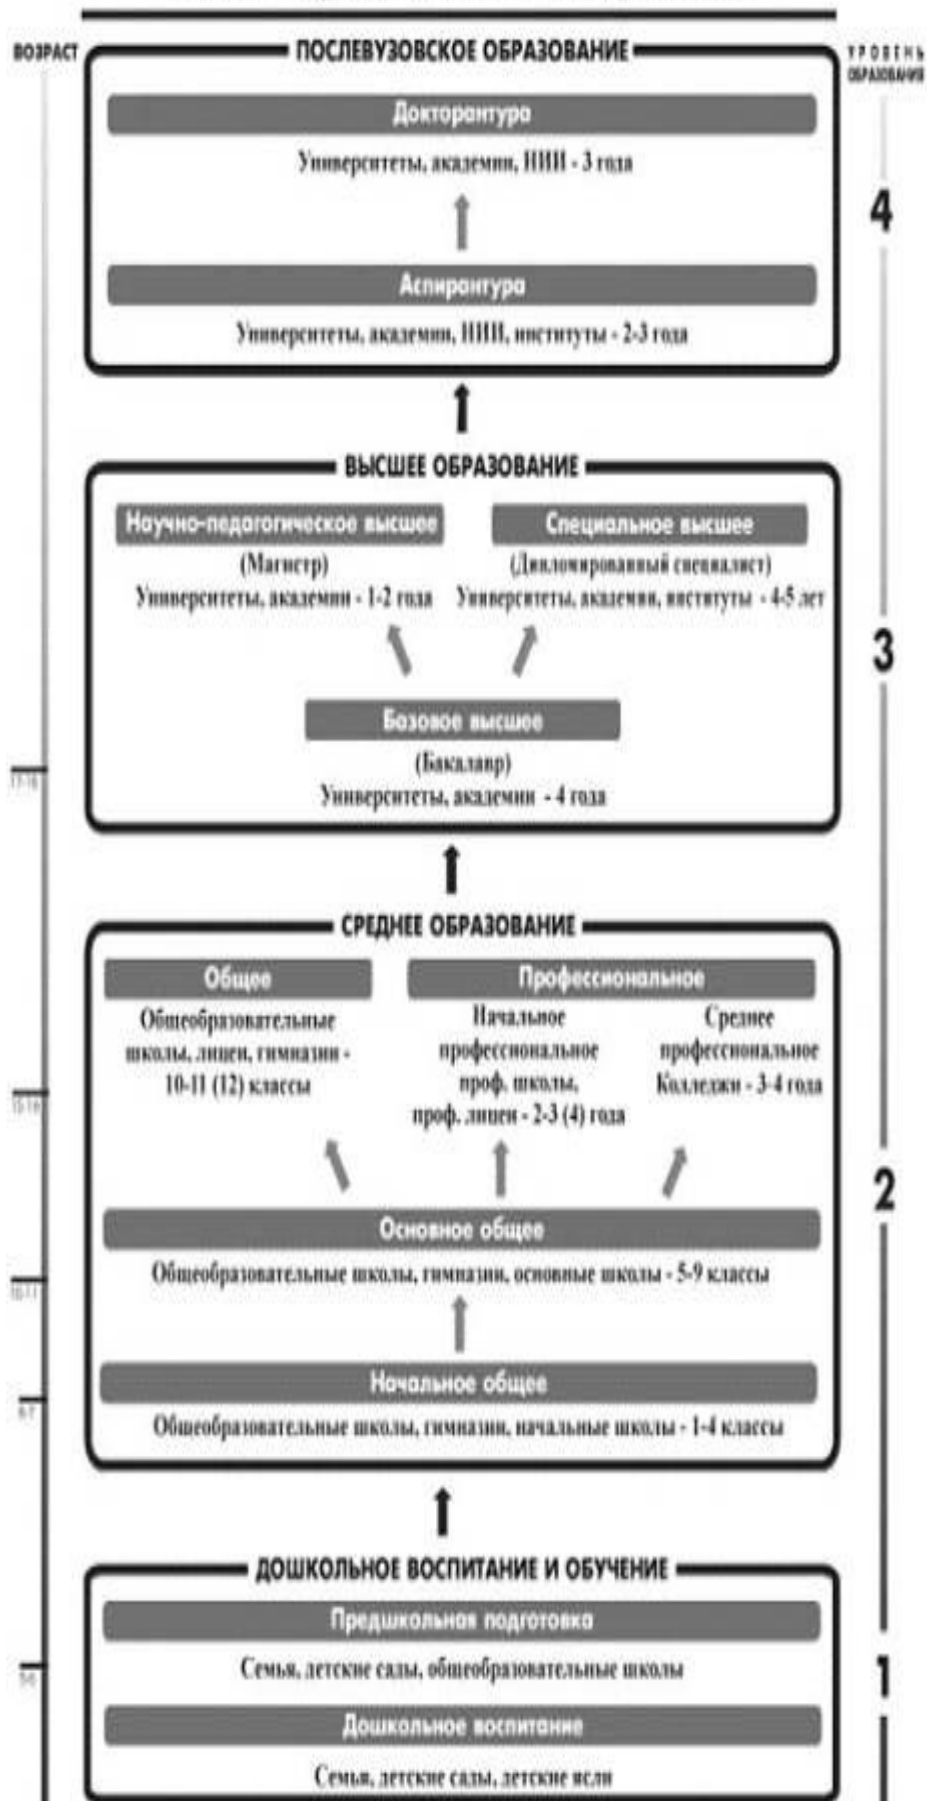 ВОЗРАСТ
ПОСЛЕВУЗОВСКОЕ ОБРАЗОВАНИЕ
УРОВЕНЬ
ОБРАЗОВАНИЯ
Докторантура
Университеты, академии, НИИ - 3 года
4
Аспирантура
Университеты, академии, НИИ, институты - 2-3 года
ВЫСШЕЕ ОБРАЗОВАНИЕ
Научно-педагогическое высшее
(Магистр)
Университеты, академии - 1-2 года
Специальное высшее
(Дипломированный специалист)
Университеты, академии, институты - 4-5 лет
3
Базовое высшее
(Бакалавр)
Университеты, академии - 4 года
СРЕДНЕЕ ОБРАЗОВАНИЕ
Общее
Общеобразовательные
школы, лицеи, гимназии -
10-11 (12) классы
Профессиональное
Начальное
профессиональное
проф. школы,
проф. лицеи - 2-3 (4) года
Среднее
профессиональное
Колледжи - 3-4 года
2
Основное общее
Общеобразовательные школы, гимназии, основные школы - 5-9 классы
Начальное общее
Общеобразовательные школы, гимназии, начальные школы - 1-4 классы
ДОШКОЛЬНОЕ ВОСПИТАНИЕ И ОБУЧЕНИЕ
Предшкольная подготовка
Семья, детские сады, общеобразовательные школы
1
Дошкольное воспитание
Семья, детские сады, детские ясли